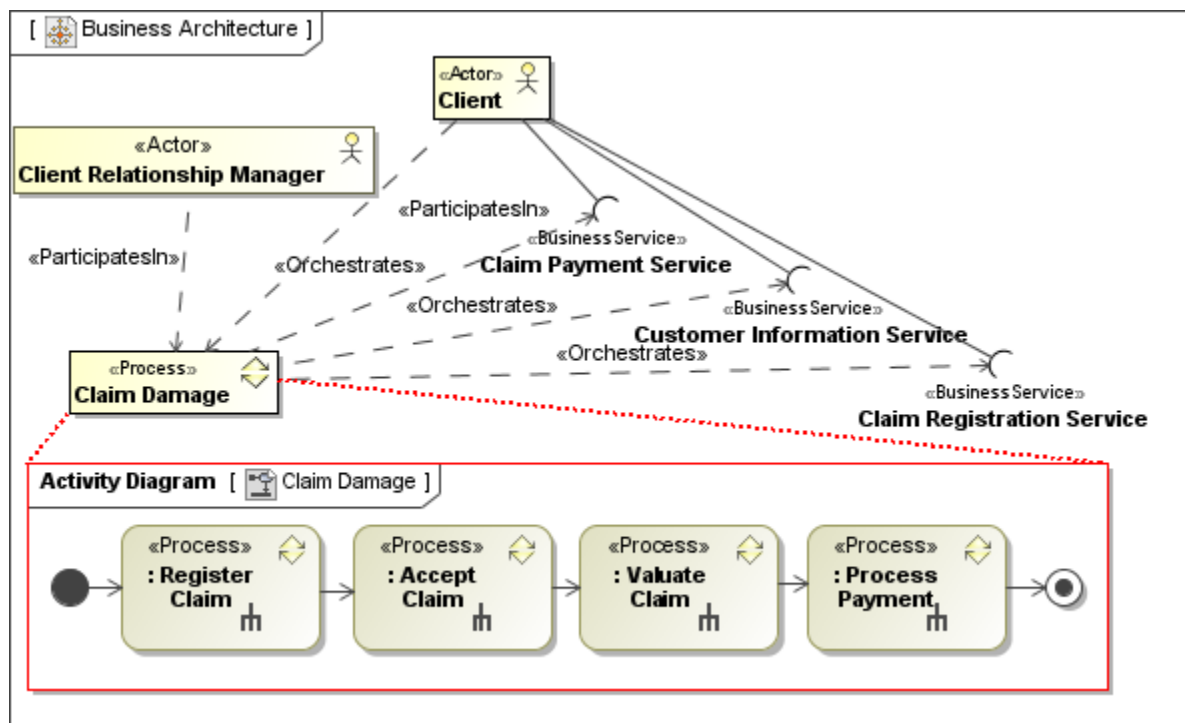 [ Business Architecture ]
«Actor»
Client
«Actor»
Client Relationship Manager
«ParticipatesIn»
«BusinessService»
Claim Payment Service
«ParticipatesIn»
«Orchestrates»
«Orchestrates»
«BusinessService»
Customer Information Service
«Orchestrates»
«BusinessService»
Claim Registration Service
«Process»
Claim Damage
Activity Diagram [ Claim Damage ]
«Process»
: Register
Claim
«Process»
: Accept
Claim
«Process»
: Valuate
Claim
«Process»
: Process
Payment